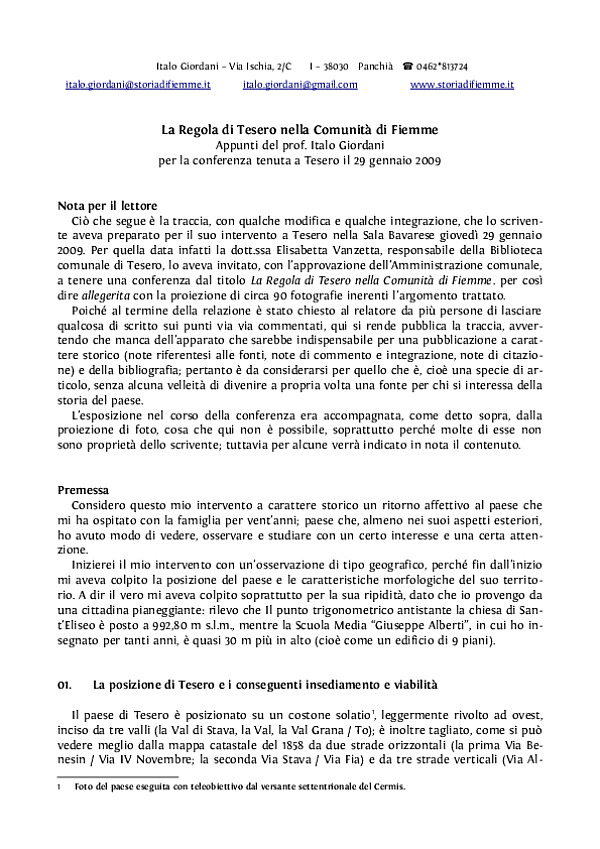 Italo Giordani – Via Ischia, 2/C I – 38030 Panchià ☎ 0462*813724
italo.giordani@storiadifiemme.it italo.giordani@gmail.com www.storiadifiemme.it
La Regola di Tesero nella Comunità di Fiemme
Appunti del prof. Italo Giordani
per la conferenza tenuta a Tesero il 29 gennaio 2009
Nota per il lettore
Ciò che segue è la traccia, con qualche modifica e qualche integrazione, che lo scriven-
te aveva preparato per il suo intervento a Tesero nella Sala Bavarese giovedì 29 gennaio
2009. Per quella data infatti la dott.ssa Elisabetta Vanzetta, responsabile della Biblioteca
comunale di Tesero, lo aveva invitato, con l'approvazione dell'Amministrazione comunale,
a tenere una conferenza dal titolo La Regola di Tesero nella Comunità di Fiemme. per così
dire allegerita con la proiezione di circa 90 fotografie inerenti l'argomento trattato.
Poiché al termine della relazione è stato chiesto al relatore da più persone di lasciare
qualcosa di scritto sui punti via via commentati, qui si rende pubblica la traccia, avver-
tendo che manca dell'apparato che sarebbe indispensabile per una pubblicazione a carat-
tere storico (note riferentesi alle fonti, note di commento e integrazione, note di citazio-
ne) e della bibliografia; pertanto è da considerarsi per quello che è, cioè una specie di ar-
ticolo, senza alcuna velleità di divenire a propria volta una fonte per chi si interessa della
storia del paese.
L'esposizione nel corso della conferenza era accompagnata, come detto sopra, dalla
proiezione di foto, cosa che qui non è possibile, soprattutto perché molte di esse non
sono proprietà dello scrivente; tuttavia per alcune verrà indicato in nota il contenuto.
Premessa
Considero questo mio intervento a carattere storico un ritorno affettivo al paese che
mi ha ospitato con la famiglia per vent'anni; paese che, almeno nei suoi aspetti esteriori,
ho avuto modo di vedere, osservare e studiare con un certo interesse e una certa atten-
zione.
Inizierei il mio intervento con un'osservazione di tipo geografico, perché fin dall'inizio
mi aveva colpito la posizione del paese e le caratteristiche morfologiche del suo territo-
rio. A dir il vero mi aveva colpito soprattutto per la sua ripidità, dato che io provengo da
una cittadina pianeggiante: rilevo che Il punto trigonometrico antistante la chiesa di San-
t'Eliseo è posto a 992,80 m s.l.m., mentre la Scuola Media "Giuseppe Alberti", in cui ho in-
segnato per tanti anni, è quasi 30 m più in alto (cioè come un edificio di 9 piani).
01. La posizione di Tesero e i conseguenti insediamento e viabilità
Il paese di Tesero è posizionato su un costone solatio1, leggermente rivolto ad ovest,
inciso da tre valli (la Val di Stava, la Val, la Val Grana / To); è inoltre tagliato, come si può
vedere meglio dalla mappa catastale del 1858 da due strade orizzontali (la prima Via Be-
nesin / Via IV Novembre; la seconda Via Stava / Via Fia) e da tre strade verticali (Via Al-
1 Foto del paese eseguita con teleobiettivo dal versante settentrionale del Cermis.